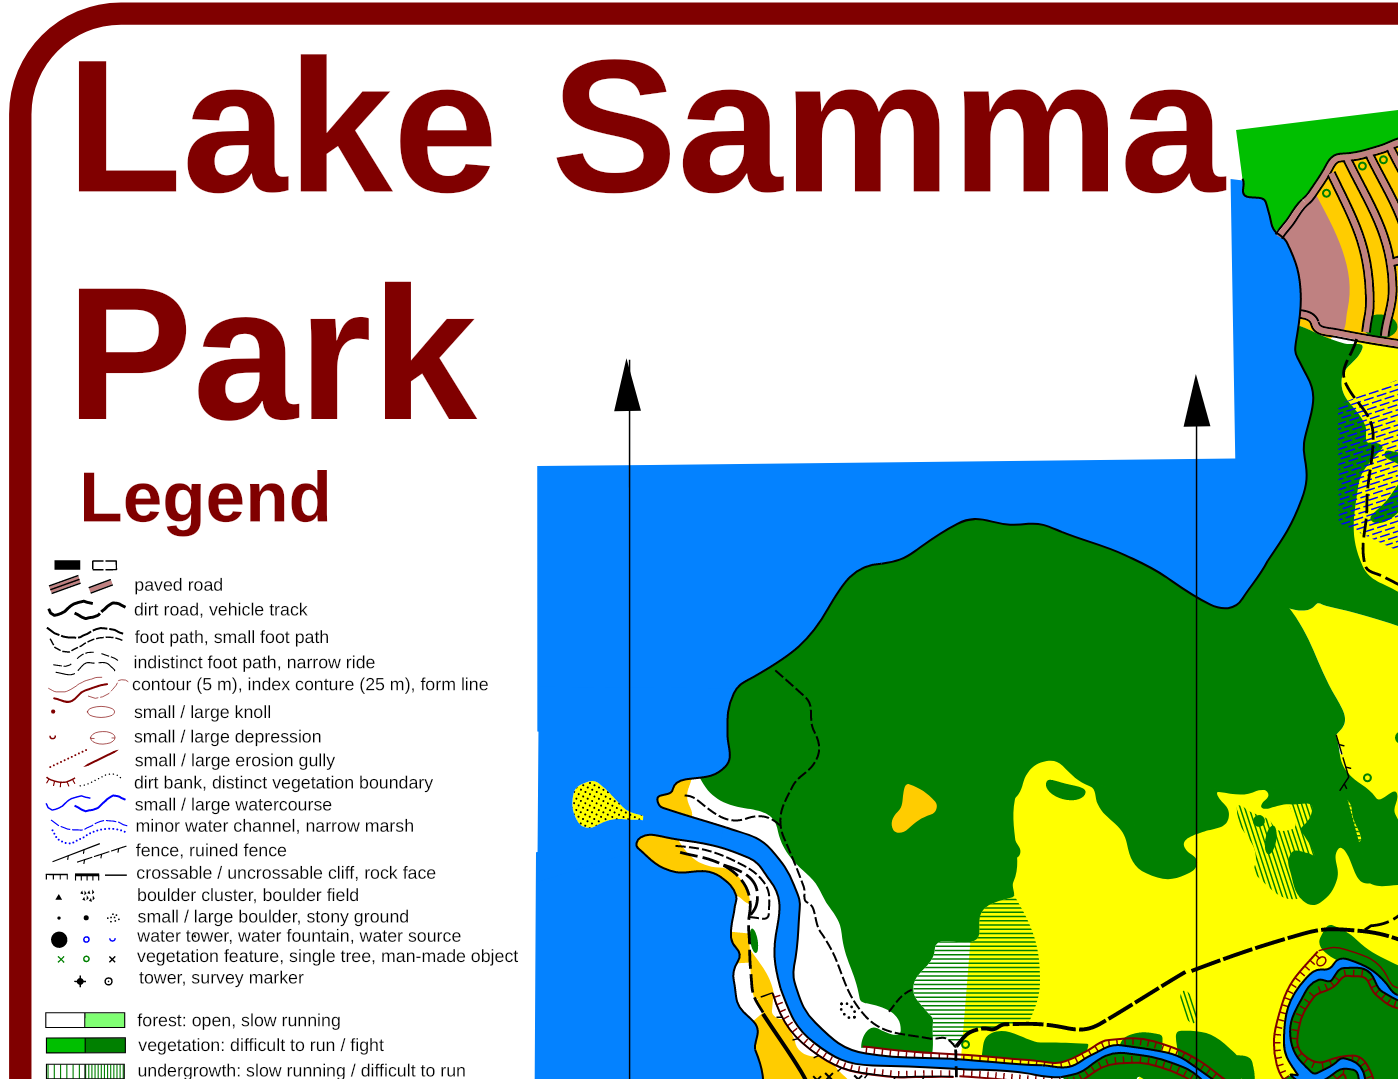 Lake Samma
Park
Legend
paved road
dirt road, vehicle track
foot path, small foot path
indistinct foot path, narrow ride
contour (5 m), index conture (25 m), form line
small / large knoll
small / large depression
small / large erosion gully
dirt bank, distinct vegetation boundary
small / large watercourse
minor water channel, narrow marsh
fence, ruined fence
crossable / uncrossable cliff, rock face
boulder cluster, boulder field
small / large boulder, stony ground
water tower, water fountain, water source
vegetation feature, single tree, man-made object
tower, survey marker
forest: open, slow running
vegetation: difficult to run / fight
undergrowth: slow running / difficult to run